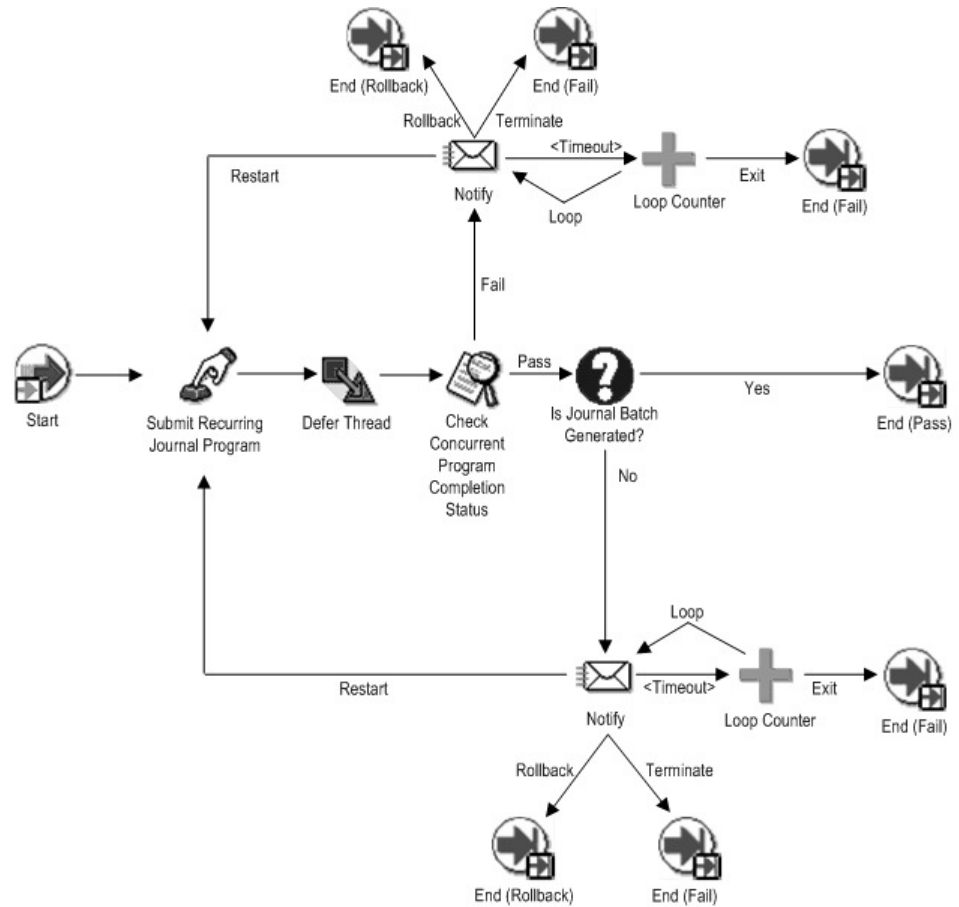 End (Rollback)
End (Fail)
Rollback
Terminate
<Timeout>
Restart
Notify
Loop
Loop Counter
Exit
End (Fail)
Fail
Start
Submit Recurring
Journal Program
Defer Thread
Check
Concurrent
Program
Completion
Status
Pass
Is Journal Batch
Generated?
Yes
End (Pass)
No
Loop
Restart
Notify
<Timeout>
Loop Counter
Exit
End (Fail)
Rollback
Terminate
End (Rollback)
End (Fail)